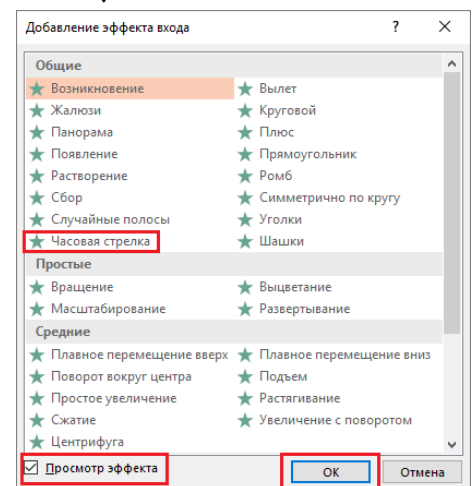 Добавление эффекта входа ? ×
Общие
Возникновение Вылет
Жалюзи Круговой
Панорама Плюс
Появление Прямоугольник
Растворение Ромб
Сбор Симметрично по кругу
Случайные полосы Уголки
Часовая стрелка Шашки
Простые
Вращение Выцветание
Масштабирование Развертывание
Средние
Плавное перемещение вверх Плавное перемещение вниз
Поворот вокруг центра Подъем
Простое увеличение Растягивание
Сжатие Увеличение с поворотом
Центрифуга
Просмотр эффекта ОК Отмена